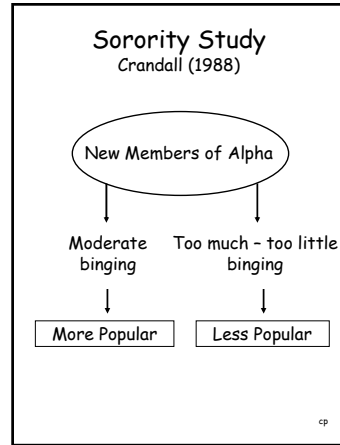 Sorority Study
Crandall (1988)
New Members of Alpha
Moderate
binging
Too much – too little
binging
More Popular
Less Popular
cp